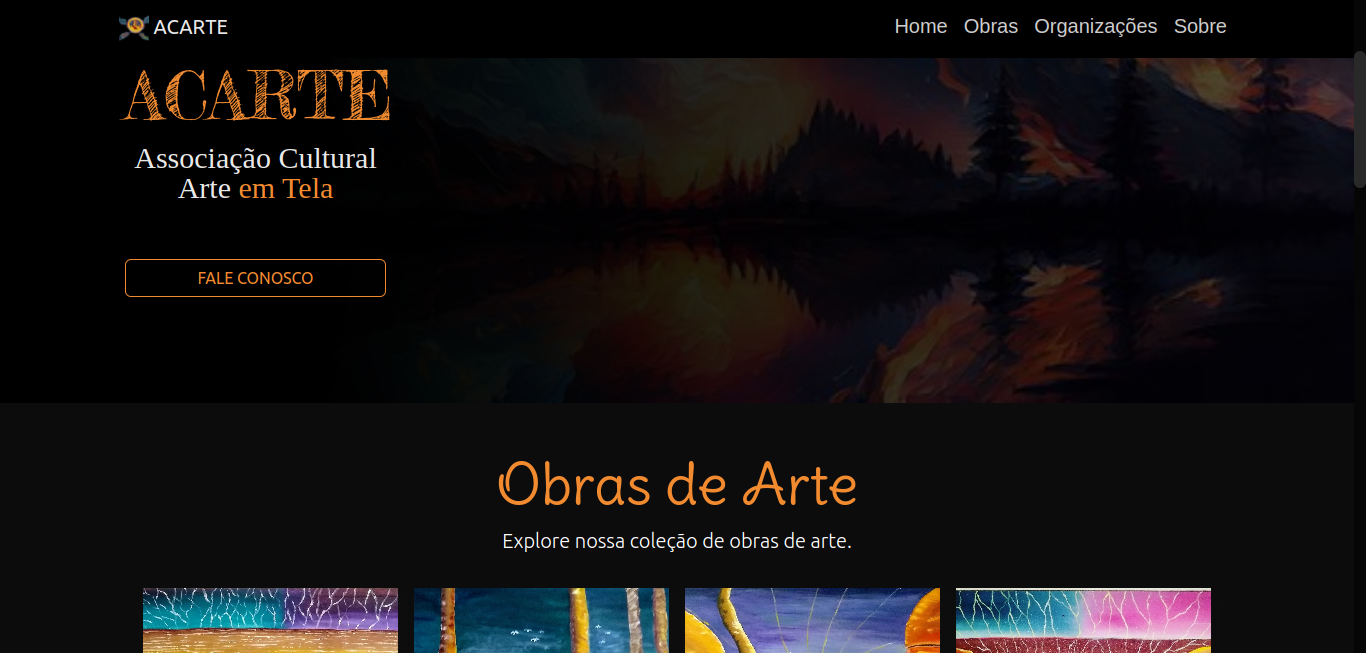 ACARTE
Home Obras Organizações Sobre
ACARTE
Associação Cultural
Arte em Tela
FALE CONOSCO
Obras de Arte
Explore nossa coleção de obras de arte.